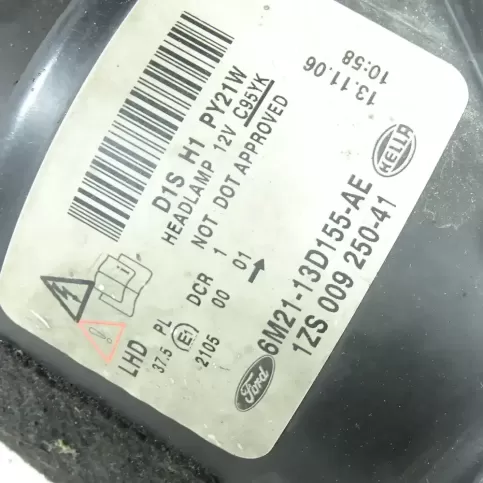 D1S H1 PY21W
HEADLAMP 12V C95YK
NOT DOT APPROVED
13.11.06
10:58
HELLA
LHD PL DCR 1
37.5 E1 00 01
2105
6M21-13D155-AE
1ZS 009 250-41
Ford